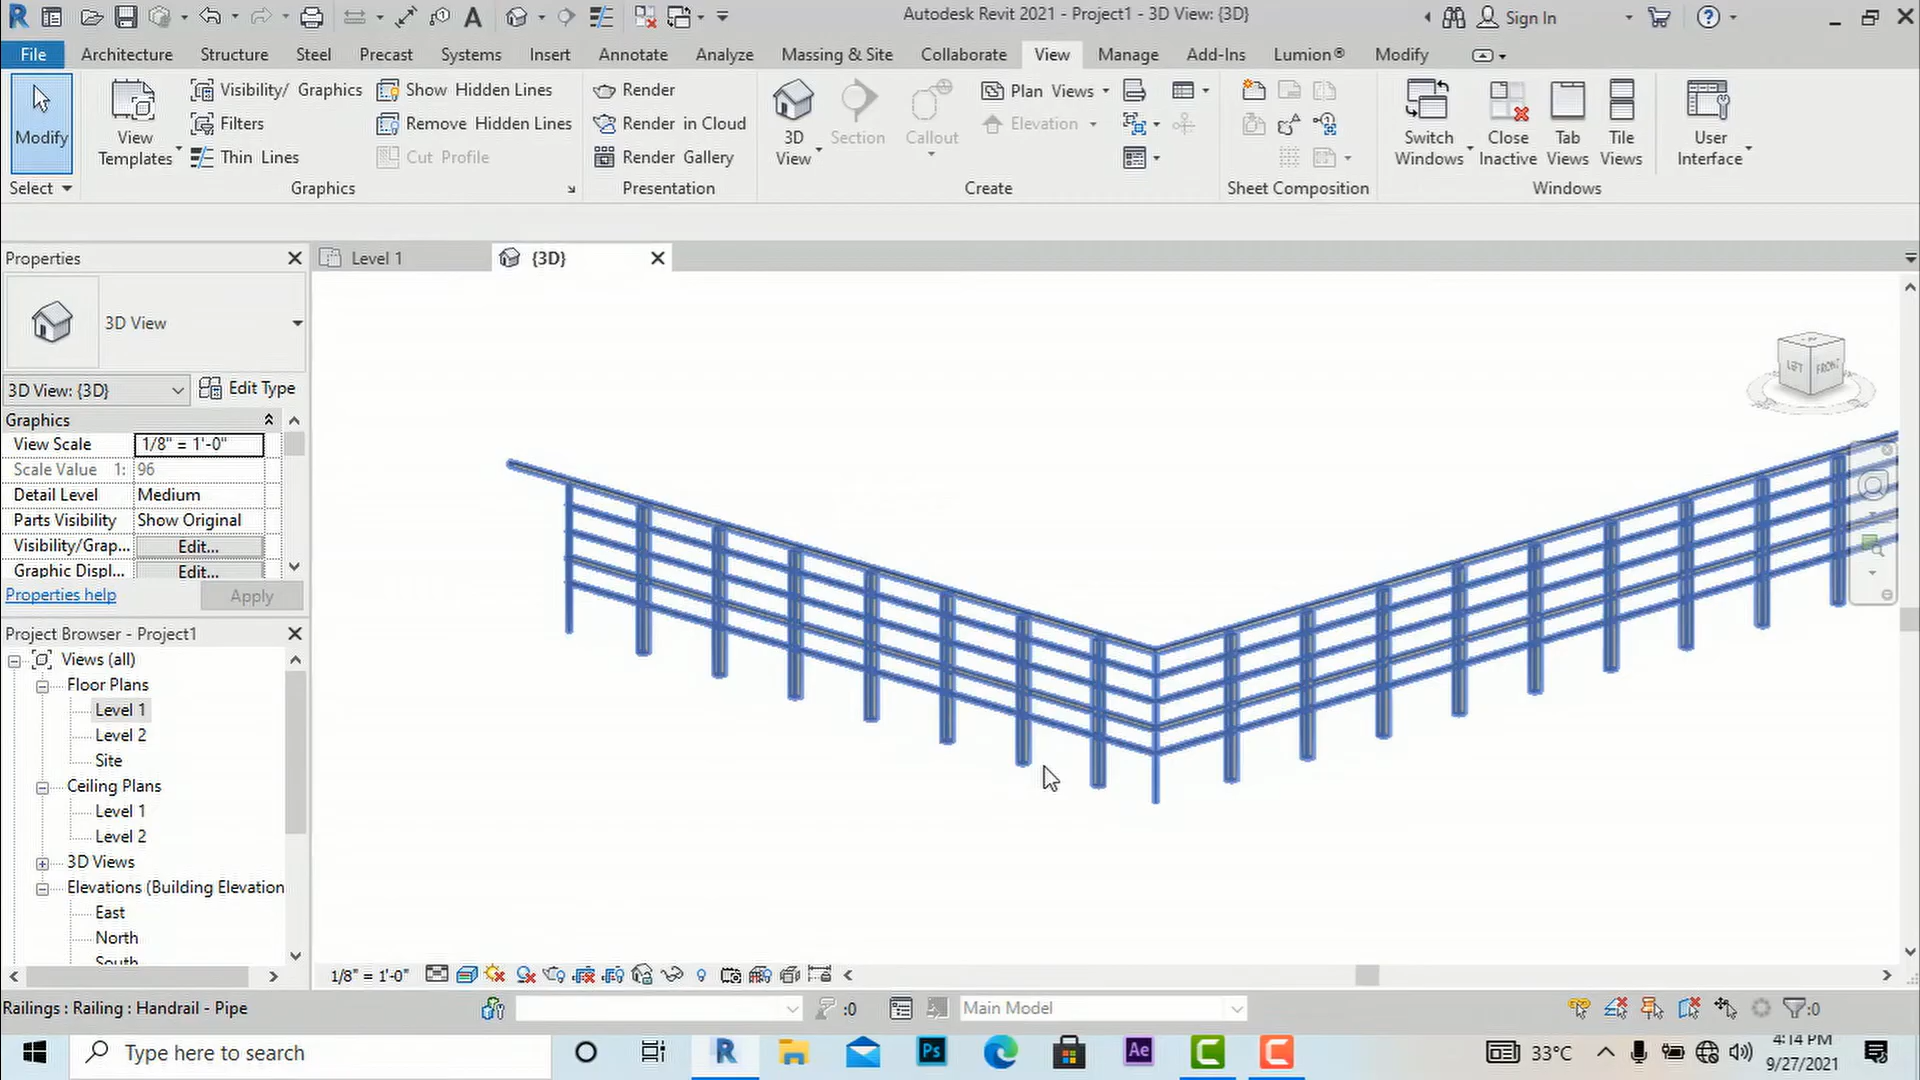 Autodesk Revit 2021 - Project1 - 3D View: {3D}
Sign In
File Architecture Structure Steel Precast Systems Insert Annotate Analyze Massing & Site Collaborate View Manage Add-Ins Lumion® Modify
Modify
View Templates
Visibility/ Graphics
Filters
Thin Lines
Show Hidden Lines
Remove Hidden Lines
Cut Profile
Render
Render in Cloud
Render Gallery
3D View
Section
Callout
Plan Views
Elevation
Switch Windows
Close Inactive
Tab Views
Tile Views
User Interface
Select Graphics Presentation Create Sheet Composition Windows
Properties
Level 1
{3D}
3D View
LEFT FRONT
3D View: {3D}
Edit Type
Graphics
View Scale 1/8" = 1'-0"
Scale Value 1: 96
Detail Level Medium
Parts Visibility Show Original
Visibility/Grap... Edit...
Graphic Displ... Edit...
Properties help Apply
Project Browser - Project1
Views (all)
Floor Plans
Level 1
Level 2
Site
Ceiling Plans
Level 1
Level 2
3D Views
Elevations (Building Elevation
East
North
South
1/8" = 1'-0"
Railings : Railing : Handrail - Pipe
:0
Main Model
:0
Type here to search
Ps
Ae
33°C
4:14 PM
9/27/2021